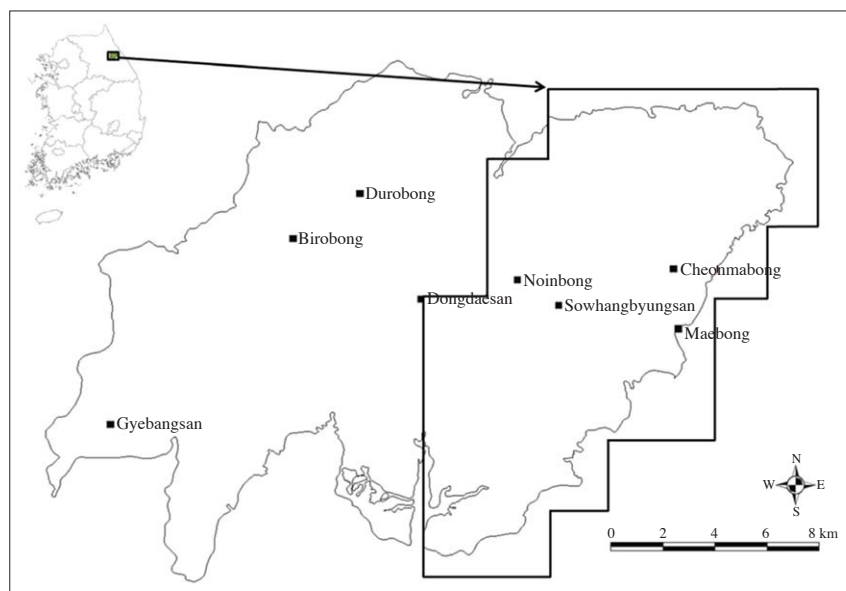 Durobong
Birobong
Cheonmabong
Noinbong
Dongdaesan
Sowhangbyungsan
Maebong
Gyebangsan
N
W E
S
0 2 4 6 8 km